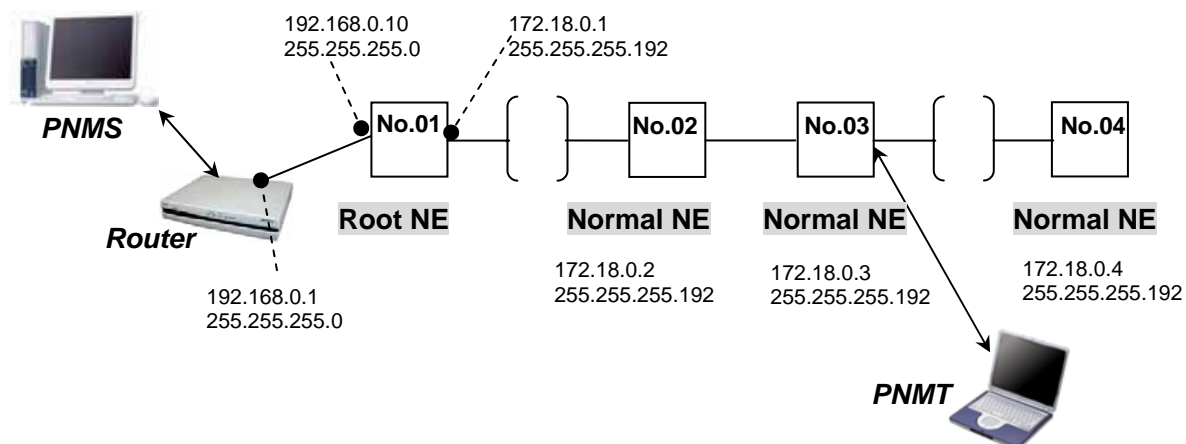 192.168.0.10
255.255.255.0
172.18.0.1
255.255.255.192
PNMS
No.01
No.02
No.03
No.04
Router
Root NE
Normal NE
Normal NE
Normal NE
192.168.0.1
255.255.255.0
172.18.0.2
255.255.255.192
172.18.0.3
255.255.255.192
172.18.0.4
255.255.255.192
PNMT